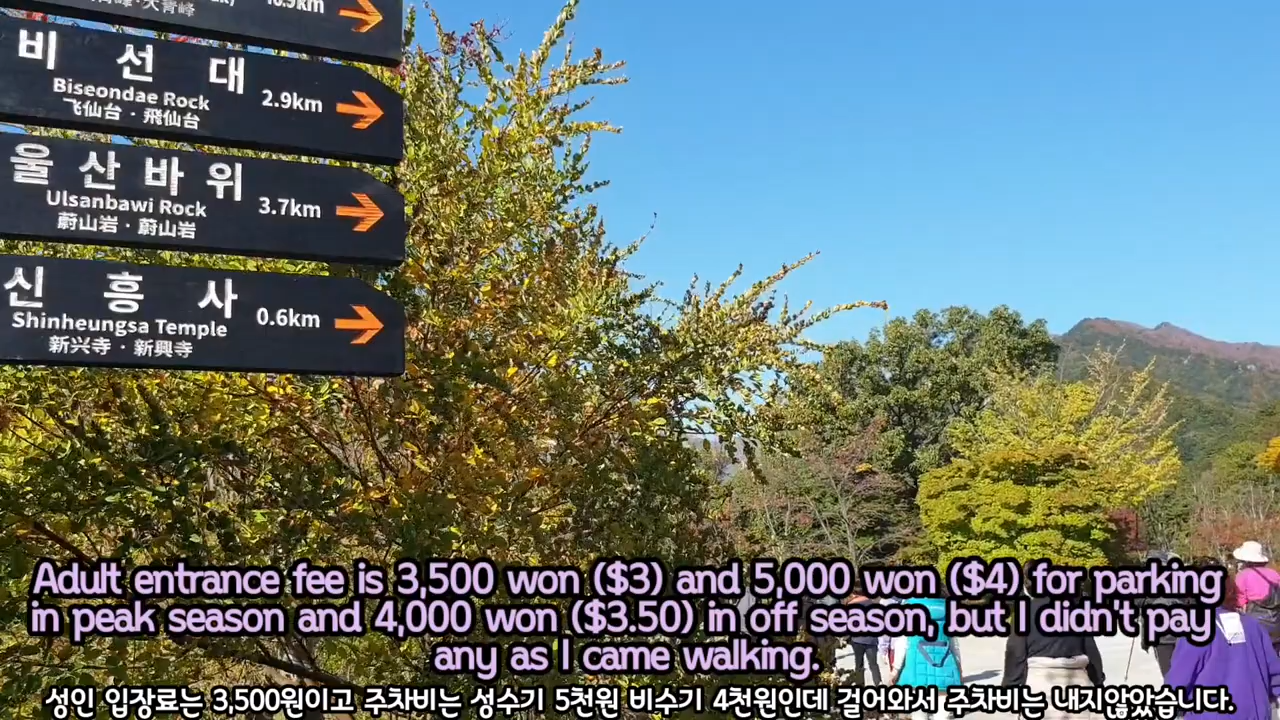 10.9km
비선대
Biseondae Rock
2.9km
飞仙台 · 飛仙台
울산바위
Ulsanbawi Rock
3.7km
蔚山岩 · 蔚山岩
신흥사
Shinheungsa Temple
0.6km
新兴寺 · 新興寺
Adult entrance fee is 3,500 won ($3) and 5,000 won ($4) for parking
in peak season and 4,000 won ($3.50) in off season, but I didn't pay
any as I came walking.
성인 입장료는 3,500원이고 주차비는 성수기 5천원 비수기 4천원인데 걸어와서 주차비는 내지않았습니다.